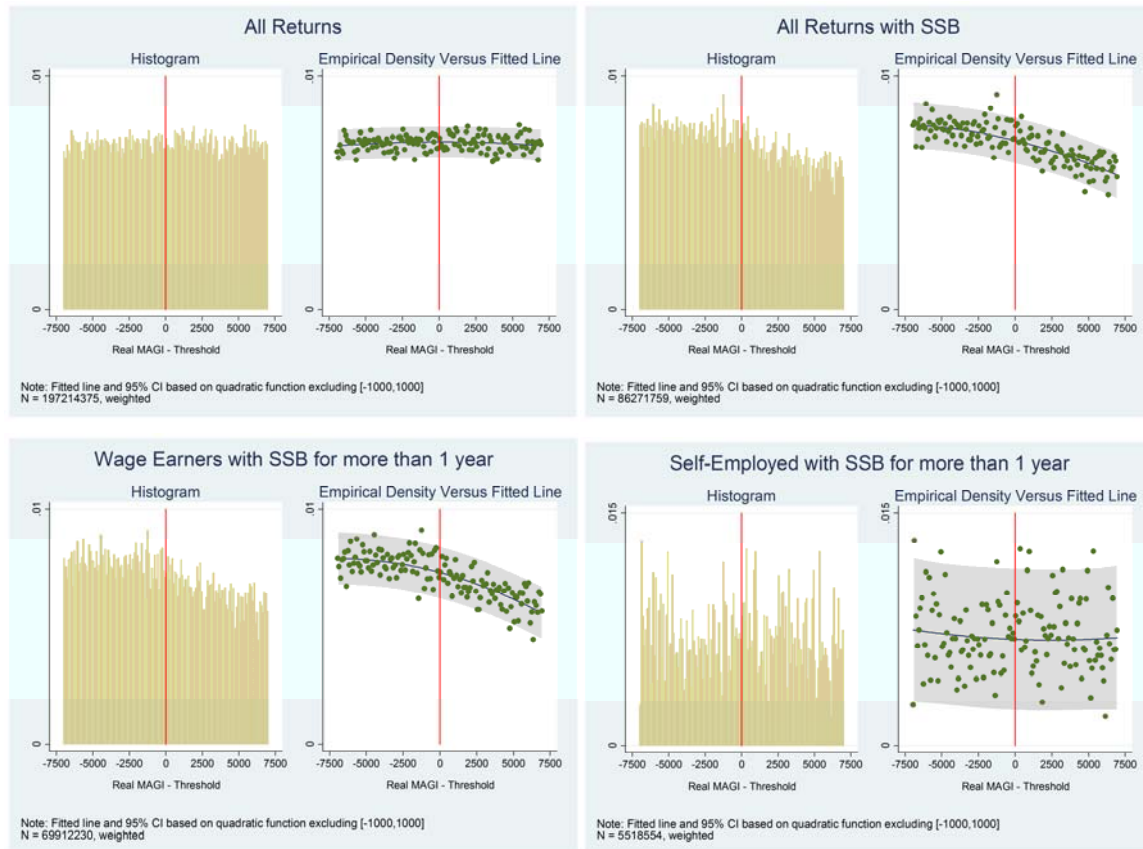 All Returns
Histogram
Empirical Density Versus Fitted Line
.01
0
-7500 -5000 -2500 0 2500 5000 7500
-7500 -5000 -2500 0 2500 5000 7500
Real MAGI - Threshold
Real MAGI - Threshold
Note: Fitted line and 95% CI based on quadratic function excluding [-1000,1000]
N = 197214375, weighted
All Returns with SSB
Histogram
Empirical Density Versus Fitted Line
.01
.01
0
0
-7500 -5000 -2500 0 2500 5000 7500
-7500 -5000 -2500 0 2500 5000 7500
Real MAGI - Threshold
Real MAGI - Threshold
Note: Fitted line and 95% CI based on quadratic function excluding [-1000,1000]
N = 86271759, weighted
Wage Earners with SSB for more than 1 year
Histogram
Empirical Density Versus Fitted Line
.01
.01
0
0
-7500 -5000 -2500 0 2500 5000 7500
-7500 -5000 -2500 0 2500 5000 7500
Real MAGI - Threshold
Real MAGI - Threshold
Note: Fitted line and 95% CI based on quadratic function excluding [-1000,1000]
N = 69912230, weighted
Self-Employed with SSB for more than 1 year
Histogram
Empirical Density Versus Fitted Line
.015
.015
0
0
-7500 -5000 -2500 0 2500 5000 7500
-7500 -5000 -2500 0 2500 5000 7500
Real MAGI - Threshold
Real MAGI - Threshold
Note: Fitted line and 95% CI based on quadratic function excluding [-1000,1000]
N = 5518554, weighted